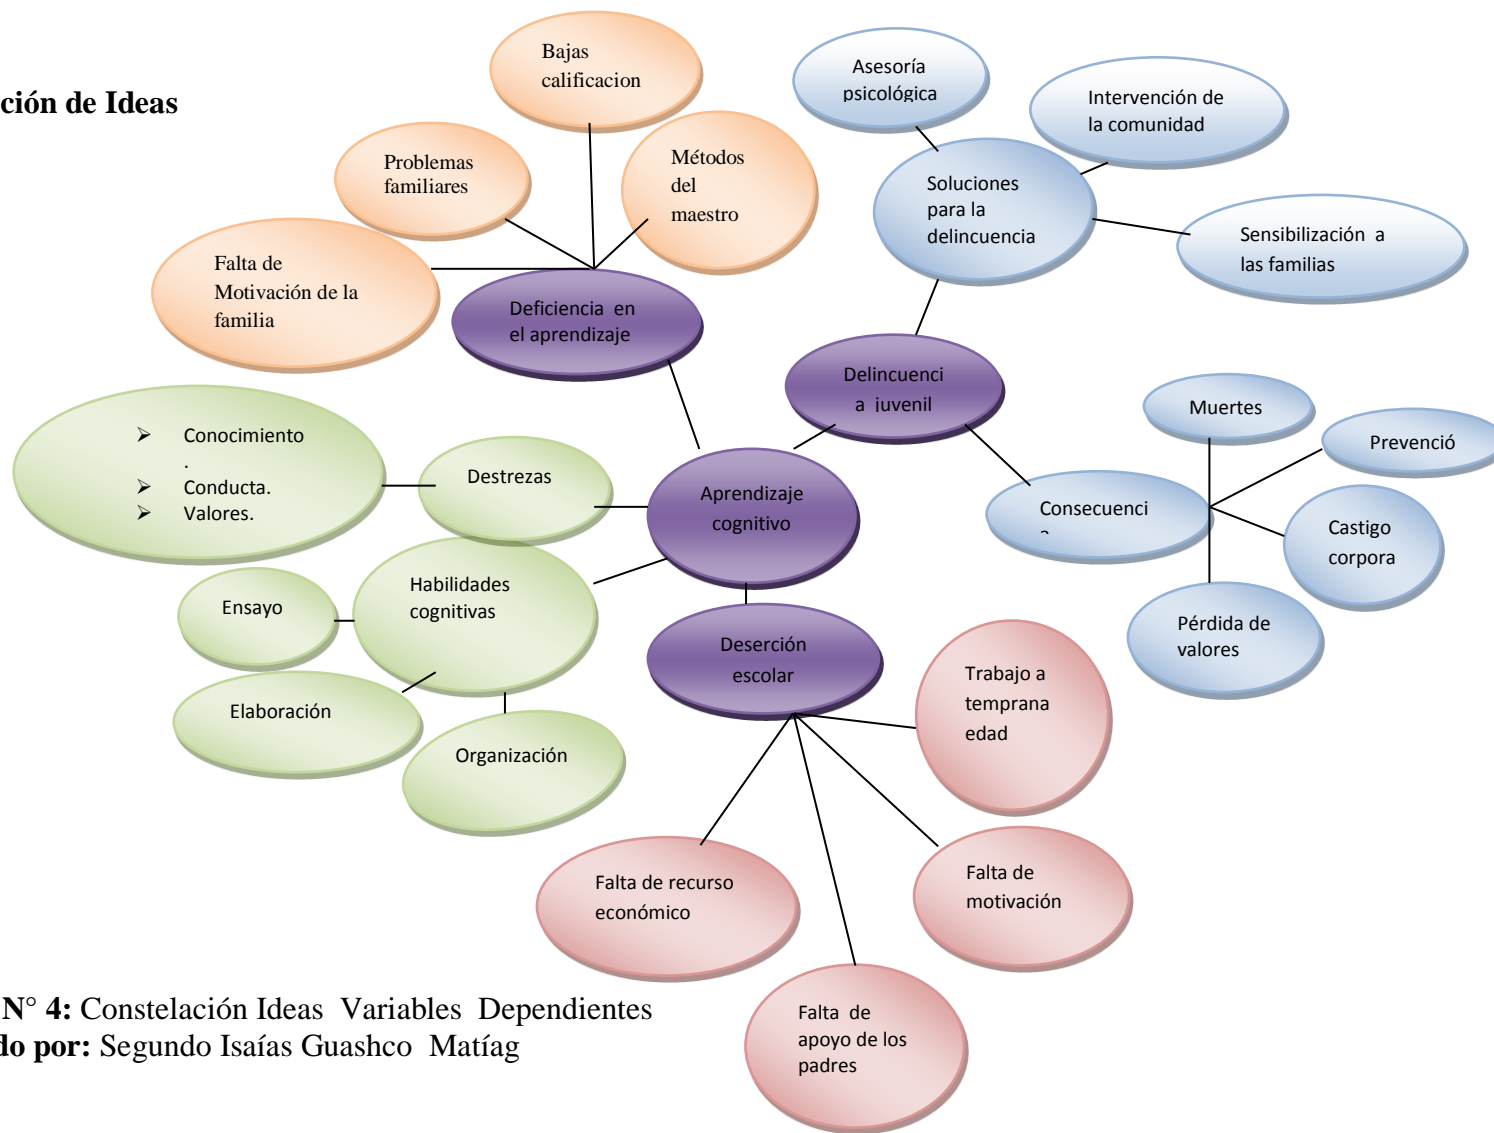 ción de Ideas
Bajas
calificacion
Asesoría
psicológica
Intervención de
la comunidad
Problemas
familiares
Métodos
del
maestro
Soluciones
para la
delincuencia
Sensibilización a
las familias
Falta de
Motivación de la
familia
Deficiencia en
el aprendizaje
Delincuenci
a juvenil
Muertes
Prevenció
➤ Conocimiento
.
➤ Conducta.
➤ Valores.
Destrezas
Aprendizaje
cognitivo
Consecuenci
Castigo
corpora
Habilidades
cognitivas
Ensayo
Pérdida de
valores
Deserción
escolar
Trabajo a
temprana
edad
Elaboración
Organización
Falta de recurso
económico
Falta de
motivación
Falta de
apoyo de los
padres
N° 4: Constelación Ideas Variables Dependientes
do por: Segundo Isaías Guashco Matíag